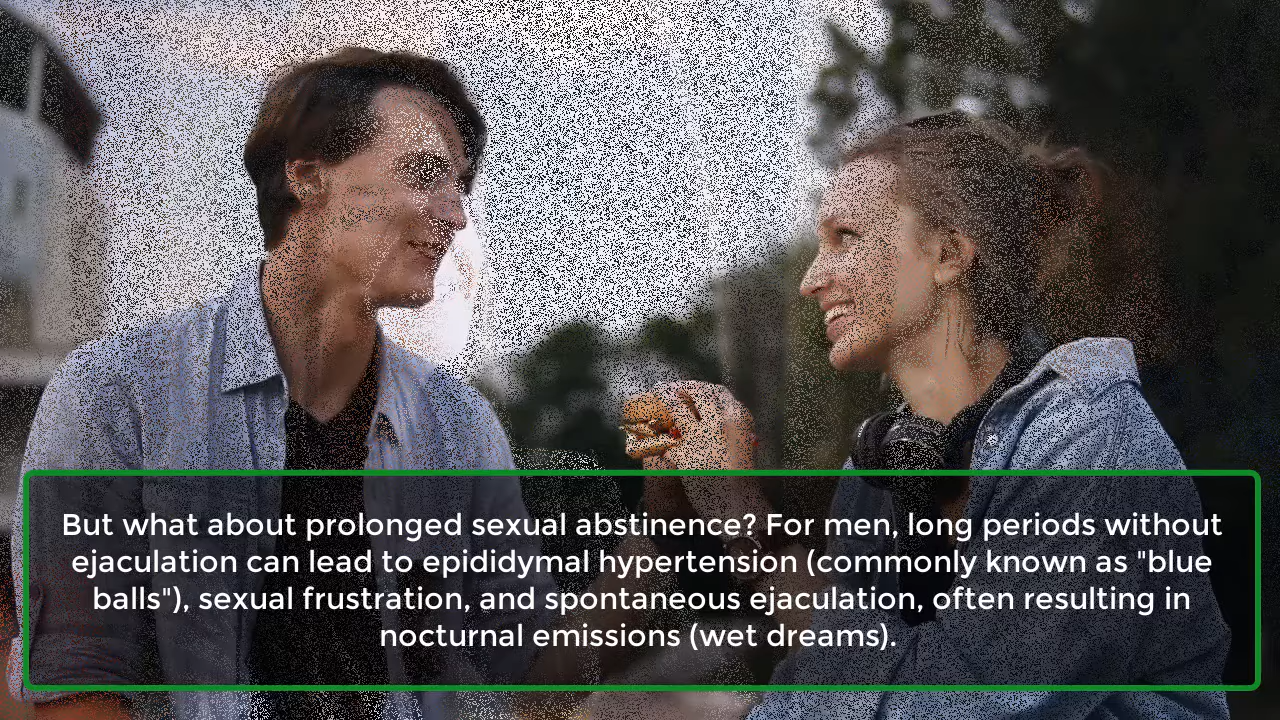 But what about prolonged sexual abstinence? For men, long periods without
ejaculation can lead to epididymal hypertension (commonly known as "blue
balls"), sexual frustration, and spontaneous ejaculation, often resulting in
nocturnal emissions (wet dreams).